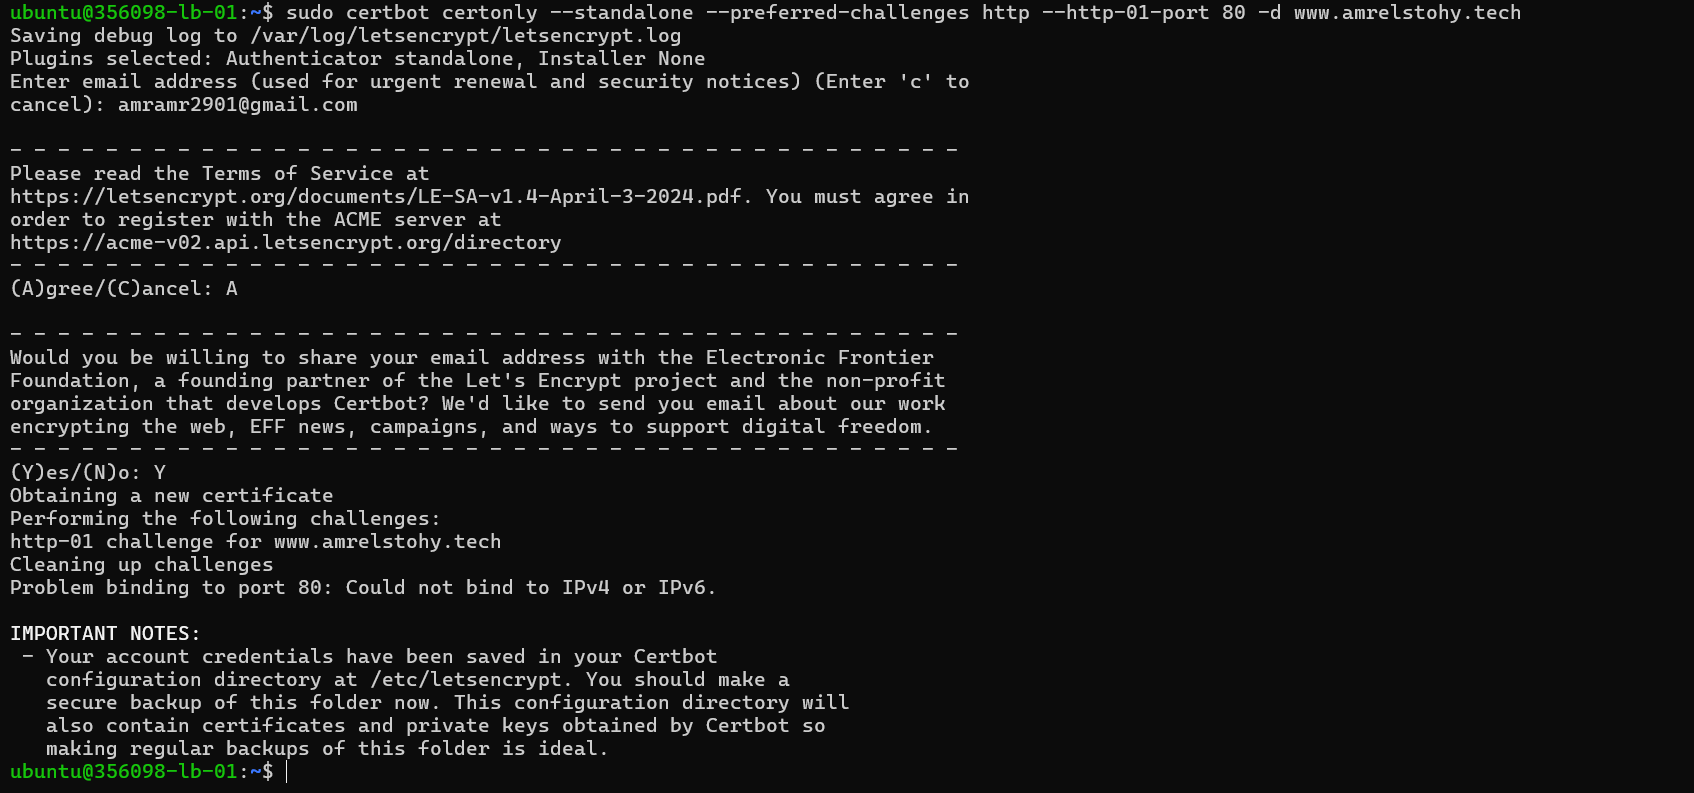 ubuntu@356098-lb-01:~$ sudo certbot certonly --standalone --preferred-challenges http --http-01-port 80 -d www.amrelstohy.tech
Saving debug log to /var/log/letsencrypt/letsencrypt.log
Plugins selected: Authenticator standalone, Installer None
Enter email address (used for urgent renewal and security notices) (Enter 'c' to
cancel): amramr2901@gmail.com

- - - - - - - - - - - - - - - - - - - - - - - - - - - - - - - - - - - - - - - -
Please read the Terms of Service at
https://letsencrypt.org/documents/LE-SA-v1.4-April-3-2024.pdf. You must agree in
order to register with the ACME server at
https://acme-v02.api.letsencrypt.org/directory
- - - - - - - - - - - - - - - - - - - - - - - - - - - - - - - - - - - - - - - -
(A)gree/(C)ancel: A

- - - - - - - - - - - - - - - - - - - - - - - - - - - - - - - - - - - - - - - -
Would you be willing to share your email address with the Electronic Frontier
Foundation, a founding partner of the Let's Encrypt project and the non-profit
organization that develops Certbot? We'd like to send you email about our work
encrypting the web, EFF news, campaigns, and ways to support digital freedom.
- - - - - - - - - - - - - - - - - - - - - - - - - - - - - - - - - - - - - - - -
(Y)es/(N)o: Y
Obtaining a new certificate
Performing the following challenges:
http-01 challenge for www.amrelstohy.tech
Cleaning up challenges
Problem binding to port 80: Could not bind to IPv4 or IPv6.

IMPORTANT NOTES:
 - Your account credentials have been saved in your Certbot
   configuration directory at /etc/letsencrypt. You should make a
   secure backup of this folder now. This configuration directory will
   also contain certificates and private keys obtained by Certbot so
   making regular backups of this folder is ideal.
ubuntu@356098-lb-01:~$